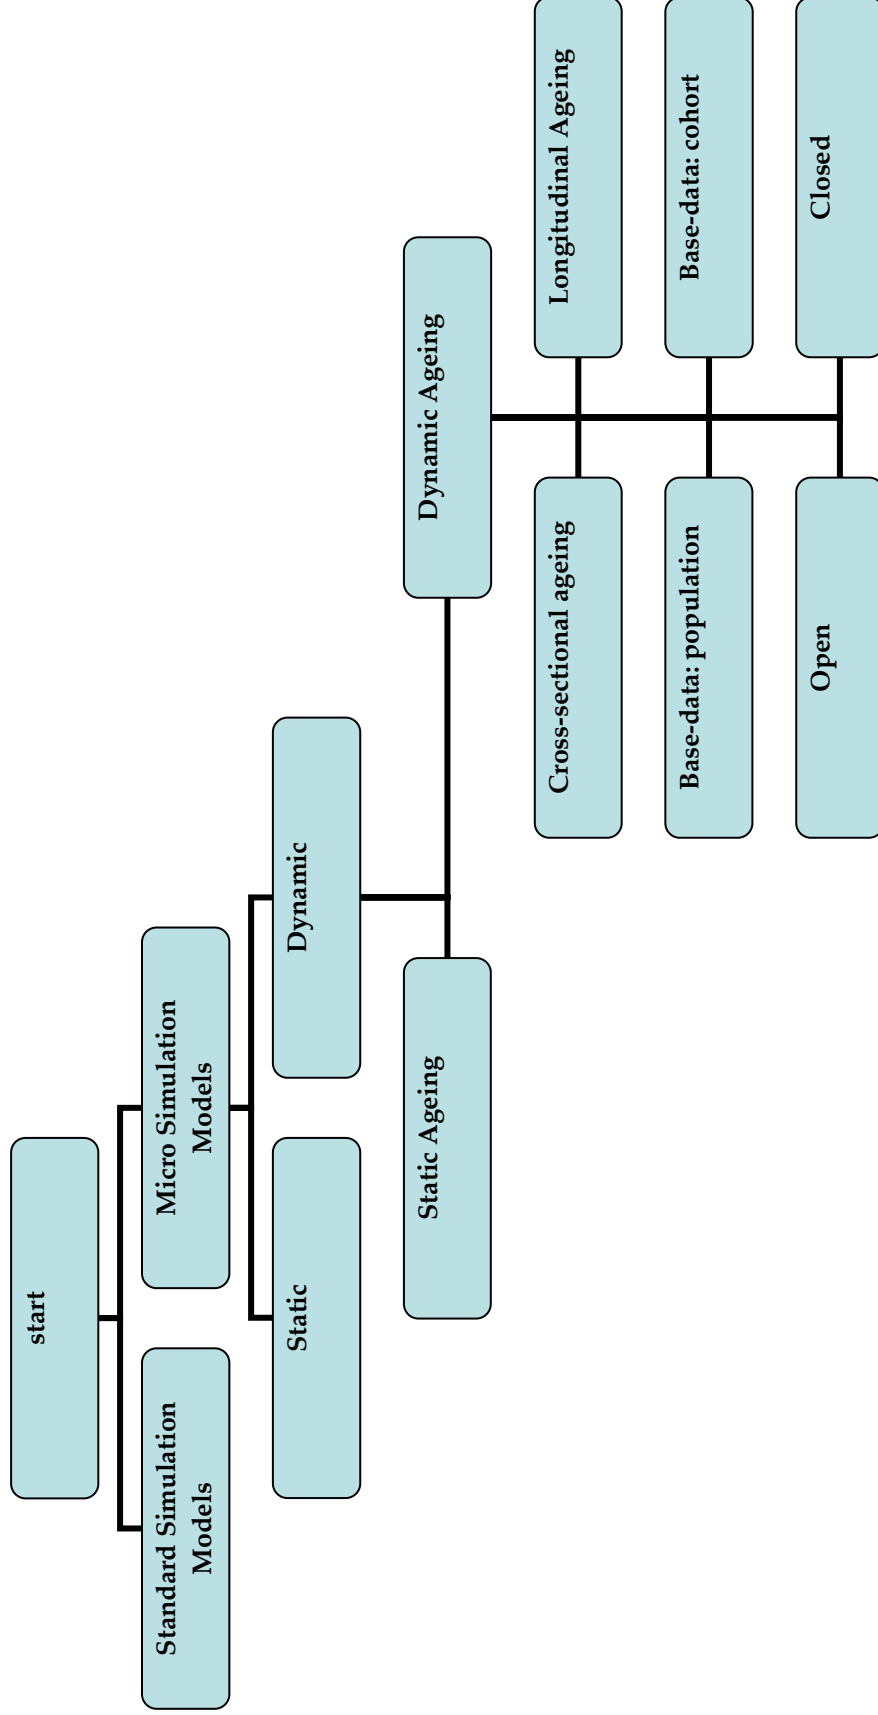 start
Standard Simulation
Models
Micro Simulation
Models
Static
Dynamic
Static Ageing
Dynamic Ageing
Cross-sectional ageing
Longitudinal Ageing
Base-data: population
Base-data: cohort
Open
Closed